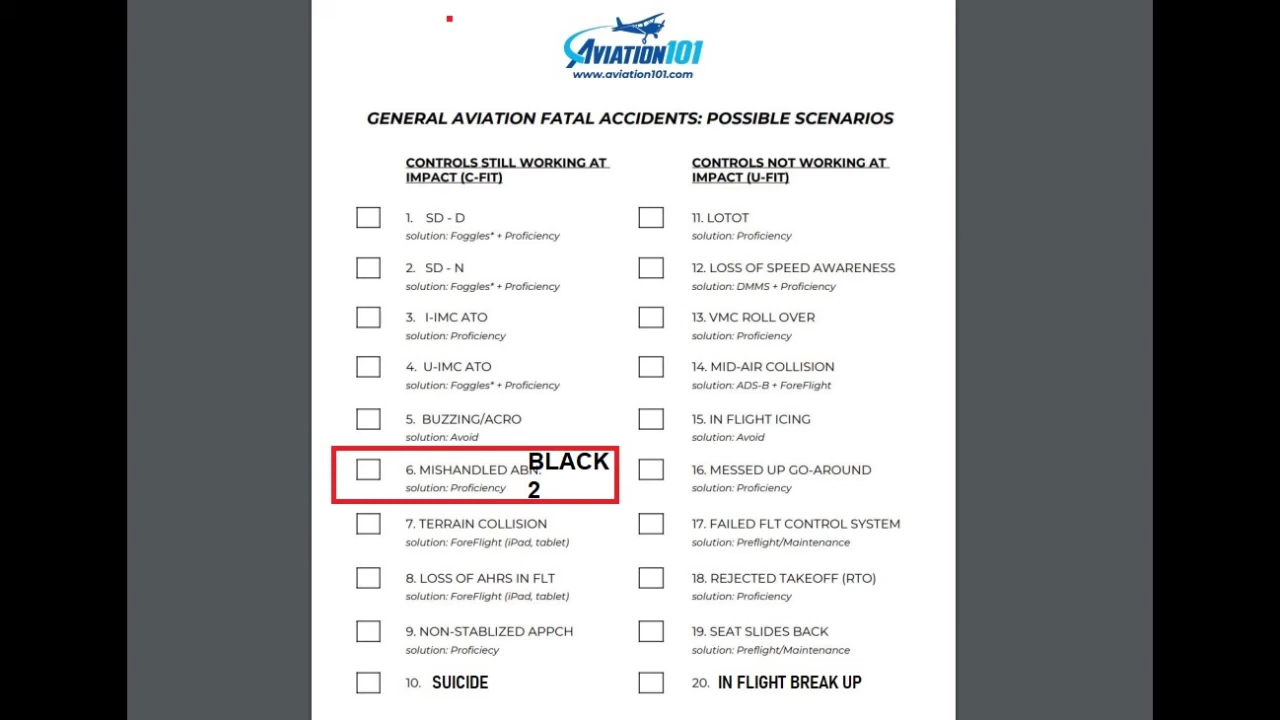 AVIATION101
www.aviation101.com
GENERAL AVIATION FATAL ACCIDENTS: POSSIBLE SCENARIOS
CONTROLS STILL WORKING AT
IMPACT (C-FIT)
1. SD - D
solution: Foggles* + Proficiency
2. SD - N
solution: Foggles* + Proficiency
3. I-IMC ATO
solution: Proficiency
4. U-IMC ATO
solution: Foggles* + Proficiency
5. BUZZING/ACRO
solution: Avoid
6. MISHANDLED ABN.
solution: Proficiency
BLACK
2
7. TERRAIN COLLISION
solution: ForeFlight (iPad, tablet)
8. LOSS OF AHRS IN FLT
solution: ForeFlight (iPad, tablet)
9. NON-STABLIZED APPCH
solution: Proficiecy
10. SUICIDE
CONTROLS NOT WORKING AT
IMPACT (U-FIT)
11. LOTOT
solution: Proficiency
12. LOSS OF SPEED AWARENESS
solution: DMMS + Proficiency
13. VMC ROLL OVER
solution: Proficiency
14. MID-AIR COLLISION
solution: ADS-B + ForeFlight
15. IN FLIGHT ICING
solution: Avoid
16. MESSED UP GO-AROUND
solution: Proficiency
17. FAILED FLT CONTROL SYSTEM
solution: Preflight/Maintenance
18. REJECTED TAKEOFF (RTO)
solution: Proficiency
19. SEAT SLIDES BACK
solution: Preflight/Maintenance
20. IN FLIGHT BREAK UP